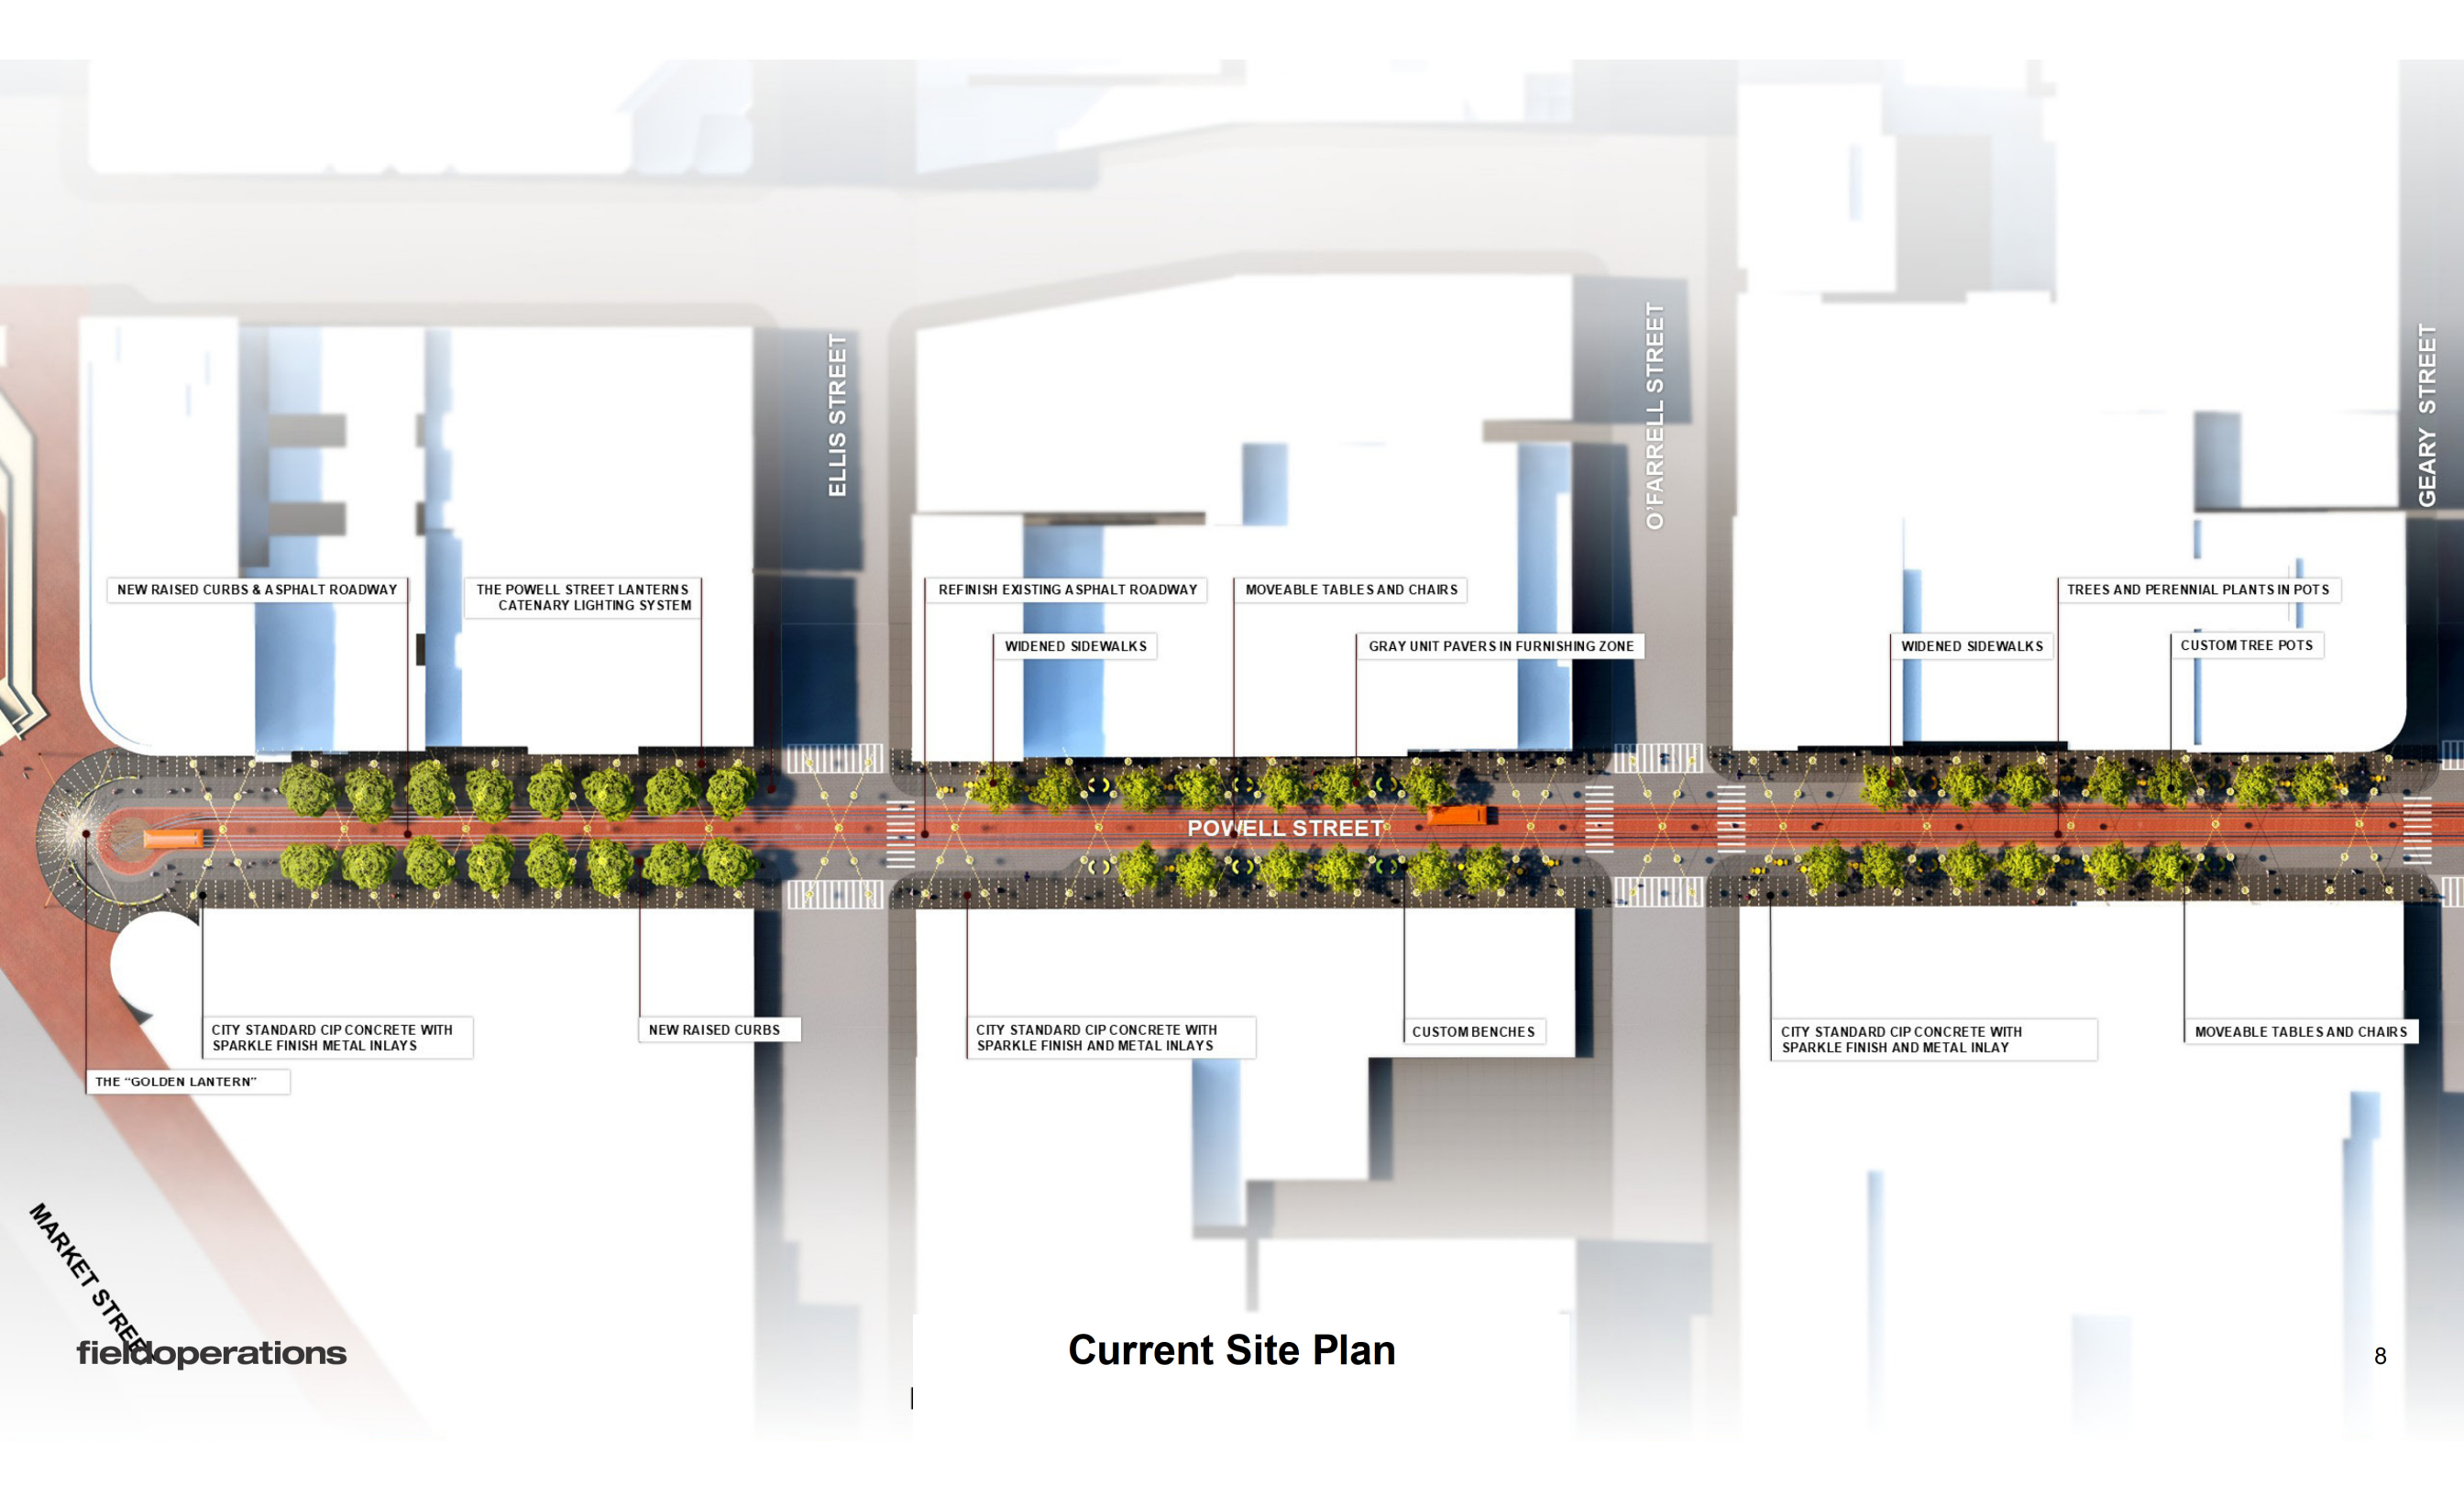 ELLIS STREET
O'FARRELL STREET
GEARY STREET
NEW RAISED CURBS & ASPHALT ROADWAY
THE POWELL STREET LANTERNS
CATENARY LIGHTING SYSTEM
REFINISH EXISTING ASPHALT ROADWAY
MOVEABLE TABLES AND CHAIRS
TREES AND PERENNIAL PLANTS IN POTS
WIDENED SIDEWALKS
GRAY UNIT PAVERS IN FURNISHING ZONE
WIDENED SIDEWALKS
CUSTOM TREE POTS
POWELL STREET
CITY STANDARD CIP CONCRETE WITH
SPARKLE FINISH METAL INLAYS
NEW RAISED CURBS
CITY STANDARD CIP CONCRETE WITH
SPARKLE FINISH AND METAL INLAYS
CUSTOM BENCHES
CITY STANDARD CIP CONCRETE WITH
SPARKLE FINISH AND METAL INLAY
MOVEABLE TABLES AND CHAIRS
THE “GOLDEN LANTERN”
MARKET STREE
fieldoperations
Current Site Plan
8